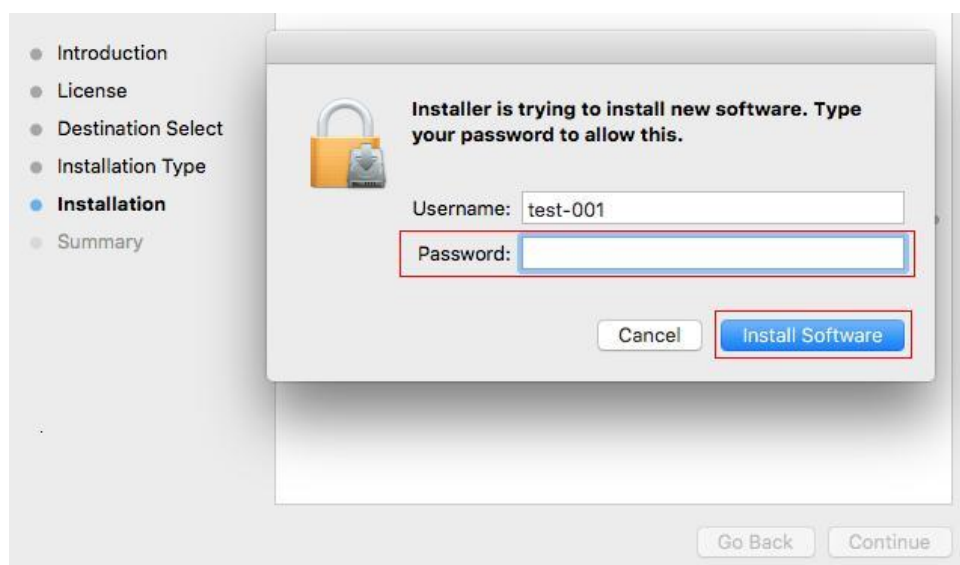 Introduction
License
Destination Select
Installation Type
Installation
Summary
Installer is trying to install new software. Type
your password to allow this.
Username: test-001
Password:
Cancel Install Software
Go Back Continue